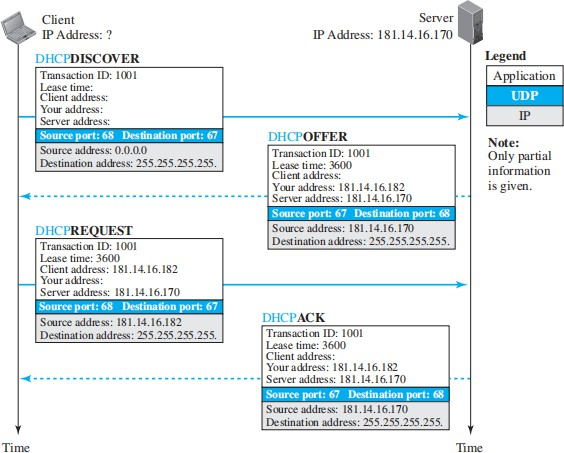 Client
IP Address: ?
Server
IP Address: 181.14.16.170
Legend
Application
UDP
IP
Note:
Only partial
information
is given.
DHCPDISCOVER
Transaction ID: 1001
Lease time:
Client address:
Your address:
Server address:
Source port: 68 Destination port: 67
Source address: 0.0.0.0
Destination address: 255.255.255.255.
DHCPOFFER
Transaction ID: 1001
Lease time: 3600
Client address:
Your address: 181.14.16.182
Server address: 181.14.16.170
Source port: 67 Destination port: 68
Source address: 181.14.16.170
Destination address: 255.255.255.255.
DHCPREQUEST
Transaction ID: 1001
Lease time: 3600
Client address: 181.14.16.182
Your address:
Server address: 181.14.16.170
Source port: 68 Destination port: 67
Source address: 181.14.16.182
Destination address: 255.255.255.255.
DHCPACK
Transaction ID: 1001
Lease time: 3600
Client address:
Your address: 181.14.16.182
Server address: 181.14.16.170
Source port: 67 Destination port: 68
Source address: 181.14.16.170
Destination address: 255.255.255.255.
Time
Time